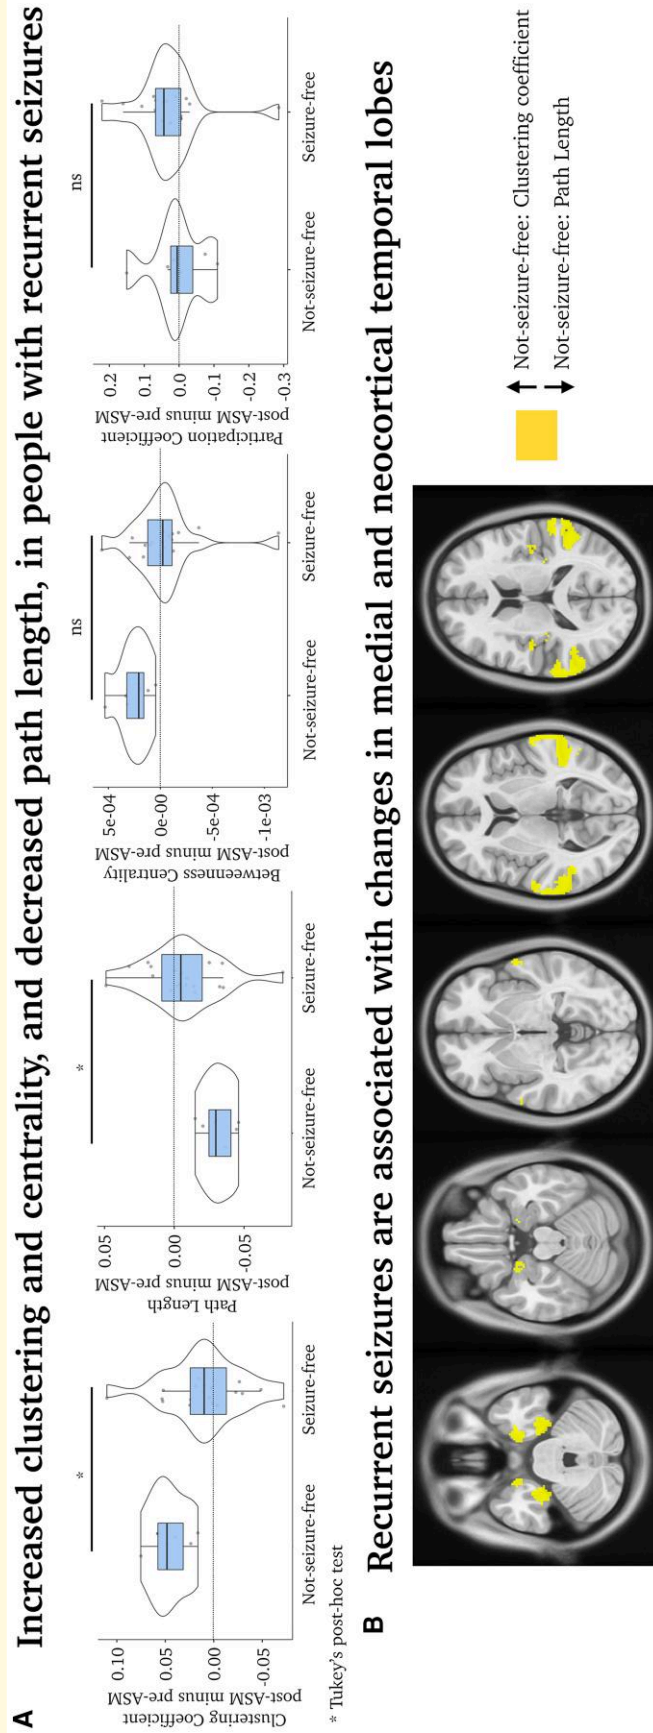 A
Increased clustering and centrality, and decreased path length, in people with recurrent seizures
Clustering Coefficient
post-ASM minus pre-ASM
0.10
0.05
0.00
-0.05
*
Not-seizure-free
Seizure-free
Path Length
post-ASM minus pre-ASM
0.05
0.00
-0.05
*
Not-seizure-free
Seizure-free
Betweenness Centrality
post-ASM minus pre-ASM
5e-04
0e-00
-5e-04
-1e-03
ns
Not-seizure-free
Seizure-free
Participation Coefficient
post-ASM minus pre-ASM
0.2
0.1
0.0
-0.1
-0.2
-0.3
ns
Not-seizure-free
Seizure-free
* Tukey's post-hoc test
B
Recurrent seizures are associated with changes in medial and neocortical temporal lobes
Not-seizure-free: Clustering coefficient
Not-seizure-free: Path Length